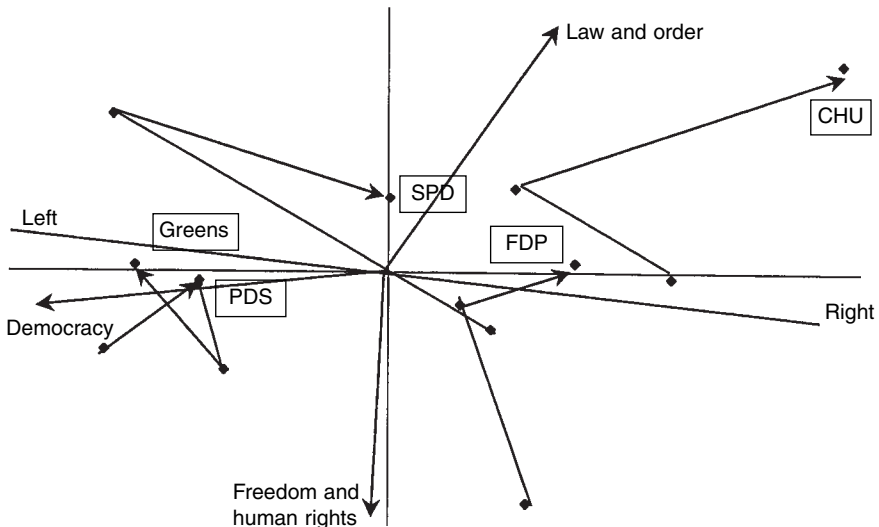 Law and order
CHU
SPD
Left
Greens
FDP
PDS
Right
Democracy
Freedom and
human rights